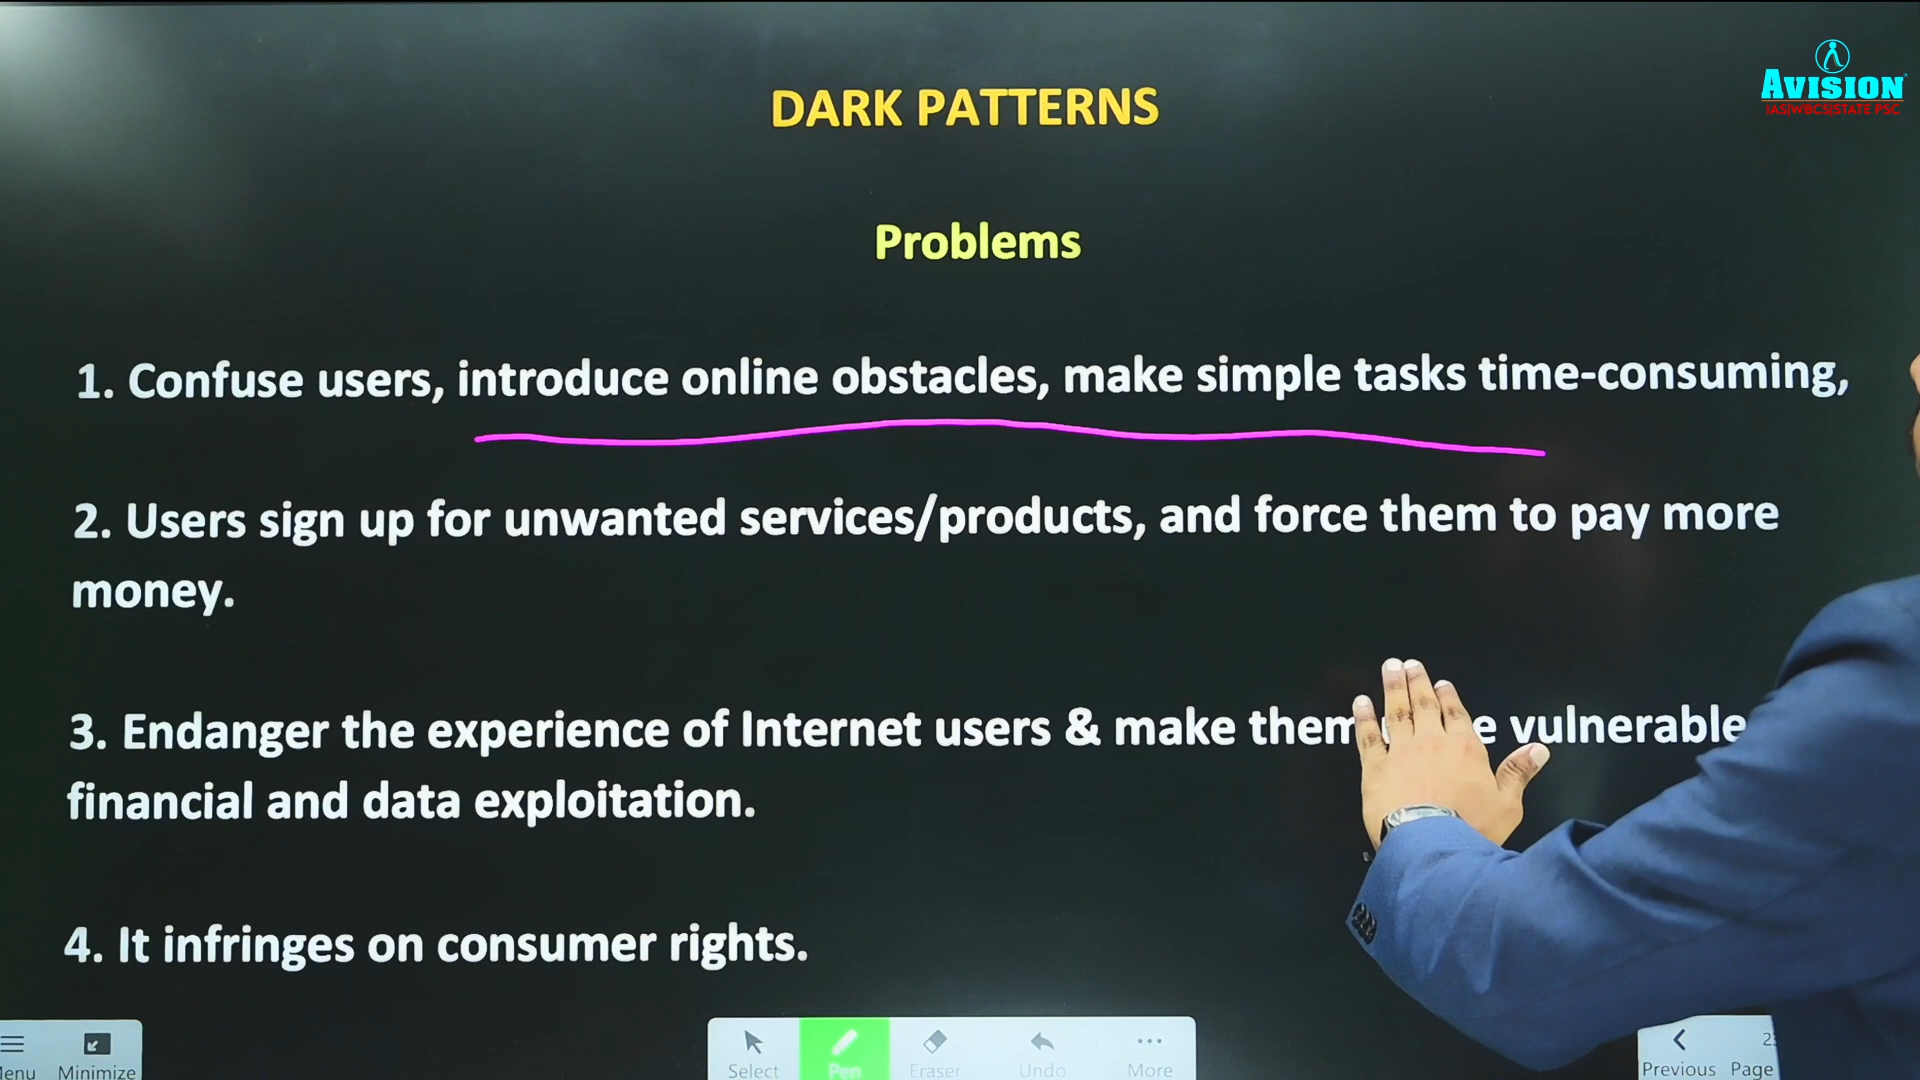 AVISION
IAS|WBCS|STATE PSC
DARK PATTERNS
Problems
1. Confuse users, introduce online obstacles, make simple tasks time-consuming,
2. Users sign up for unwanted services/products, and force them to pay more
money.
3. Endanger the experience of Internet users & make them vulnerable
financial and data exploitation.
4. It infringes on consumer rights.
Minimize
Select
Pen
Eraser
Undo
More
Previous
Page